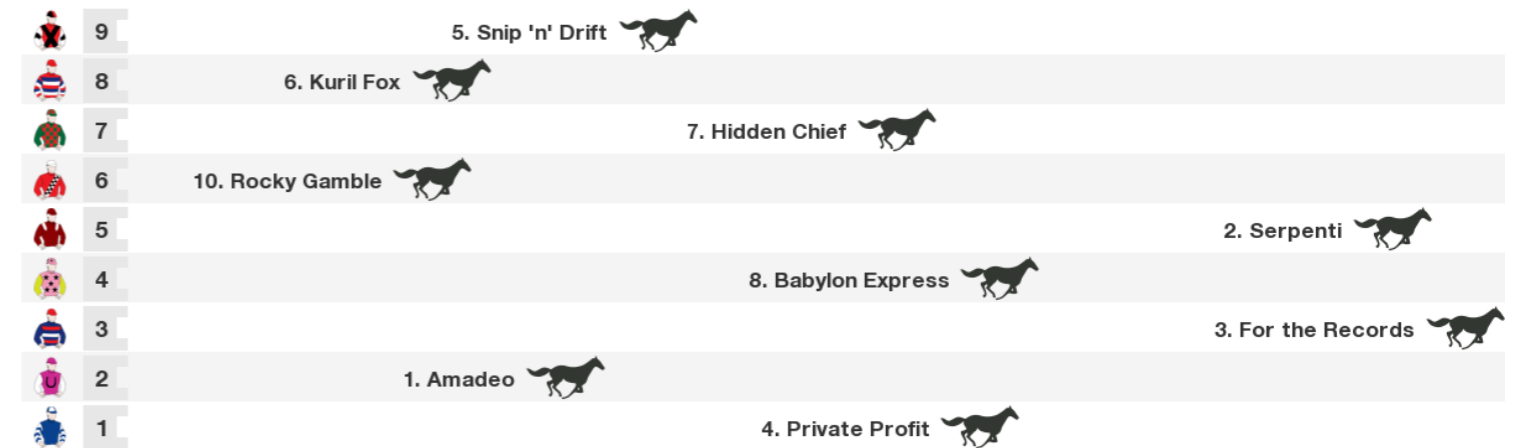 9 5. Snip 'n' Drift
8 6. Kuril Fox
7 7. Hidden Chief
6 10. Rocky Gamble
5 2. Serpenti
4 8. Babylon Express
3 3. For the Records
U 2 1. Amadeo
1 4. Private Profit